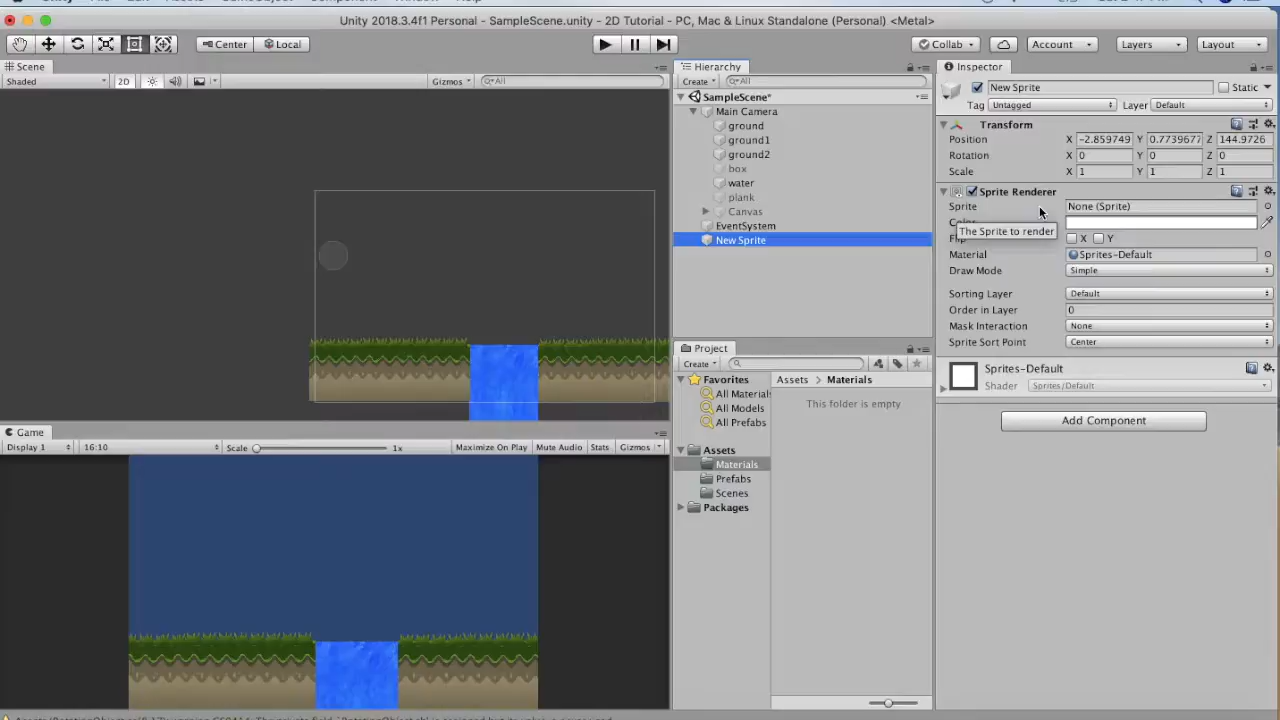 Unity 2018.3.4f1 Personal - SampleScene.unity - 2D Tutorial - PC, Mac & Linux Standalone (Personal) <Metal>
Center Local Collab Account Layers Layout
Scene
Shaded 2D Gizmos All
Hierarchy
Create All
SampleScene*
Main Camera
ground
ground1
ground2
box
water
plank
Canvas
EventSystem
New Sprite
Inspector
New Sprite Static
Tag Untagged Layer Default
Transform
Position X -2.859749 Y 0.7739677 Z 144.9726
Rotation X 0 Y 0 Z 0
Scale X 1 Y 1 Z 1
Sprite Renderer
Sprite None (Sprite)
The Sprite to render
X Y
Material Sprites-Default
Draw Mode Simple
Sorting Layer Default
Order in Layer 0
Mask Interaction None
Sprite Sort Point Center
Sprites-Default
Shader Sprites/Default
Add Component
Project
Create
Favorites
All Materials
All Models
All Prefabs
Assets
Materials
Prefabs
Scenes
Packages
Assets > Materials
This folder is empty
Game
Display 1 16:10 Scale 1x Maximize On Play Mute Audio Stats Gizmos